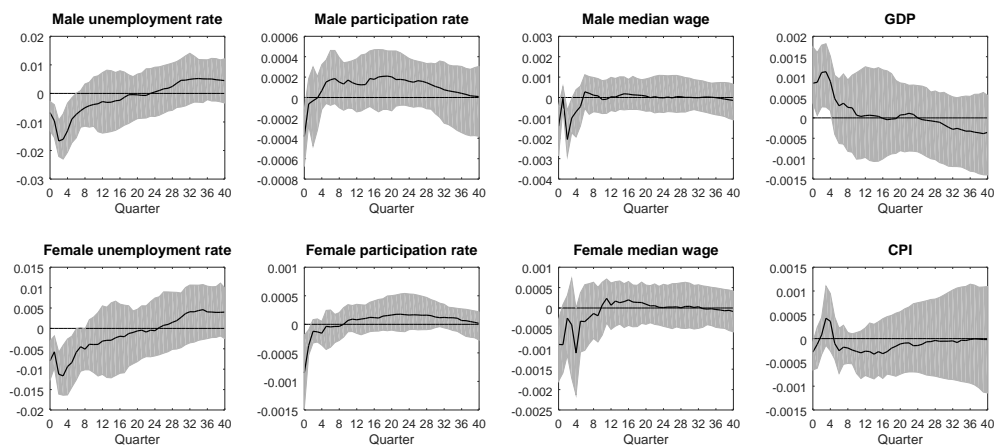 Male unemployment rate
0.02
0.01
0
-0.01
-0.02
-0.03
0 4 8 12 16 20 24 28 32 36 40
Quarter
Male participation rate
0.0006
0.0004
0.0002
0
-0.0002
-0.0004
-0.0006
-0.0008
0 4 8 12 16 20 24 28 32 36 40
Quarter
Male median wage
0.003
0.002
0.001
0
-0.001
-0.002
-0.003
-0.004
0 4 8 12 16 20 24 28 32 36 40
Quarter
GDP
0.002
0.0015
0.001
0.0005
0
-0.0005
-0.001
-0.0015
0 4 8 12 16 20 24 28 32 36 40
Quarter
Female unemployment rate
0.015
0.01
0.005
0
-0.005
-0.01
-0.015
-0.02
0 4 8 12 16 20 24 28 32 36 40
Quarter
Female participation rate
0.001
0.0005
0
-0.0005
-0.001
-0.0015
0 4 8 12 16 20 24 28 32 36 40
Quarter
Female median wage
0.001
0.0005
0
-0.0005
-0.001
-0.0015
-0.002
-0.0025
0 4 8 12 16 20 24 28 32 36 40
Quarter
CPI
0.0015
0.001
0.0005
0
-0.0005
-0.001
-0.0015
0 4 8 12 16 20 24 28 32 36 40
Quarter